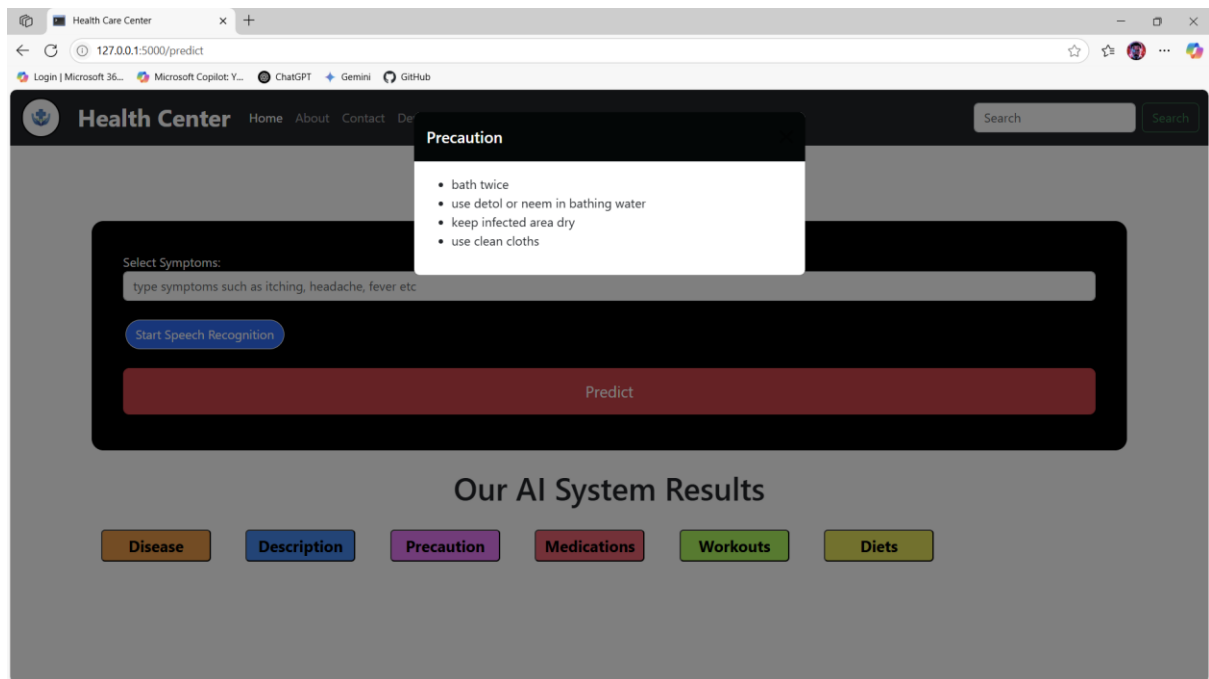 Health Care Center
127.0.0.1:5000/predict
Login | Microsoft 36... Microsoft Copilot: Y... ChatGPT Gemini GitHub
Health Center Home About Contact De
Search Search
Precaution
• bath twice
• use detol or neem in bathing water
• keep infected area dry
• use clean cloths
Select Symptoms:
type symptoms such as itching, headache, fever etc
Start Speech Recognition
Predict
Our AI System Results
Disease Description Precaution Medications Workouts Diets